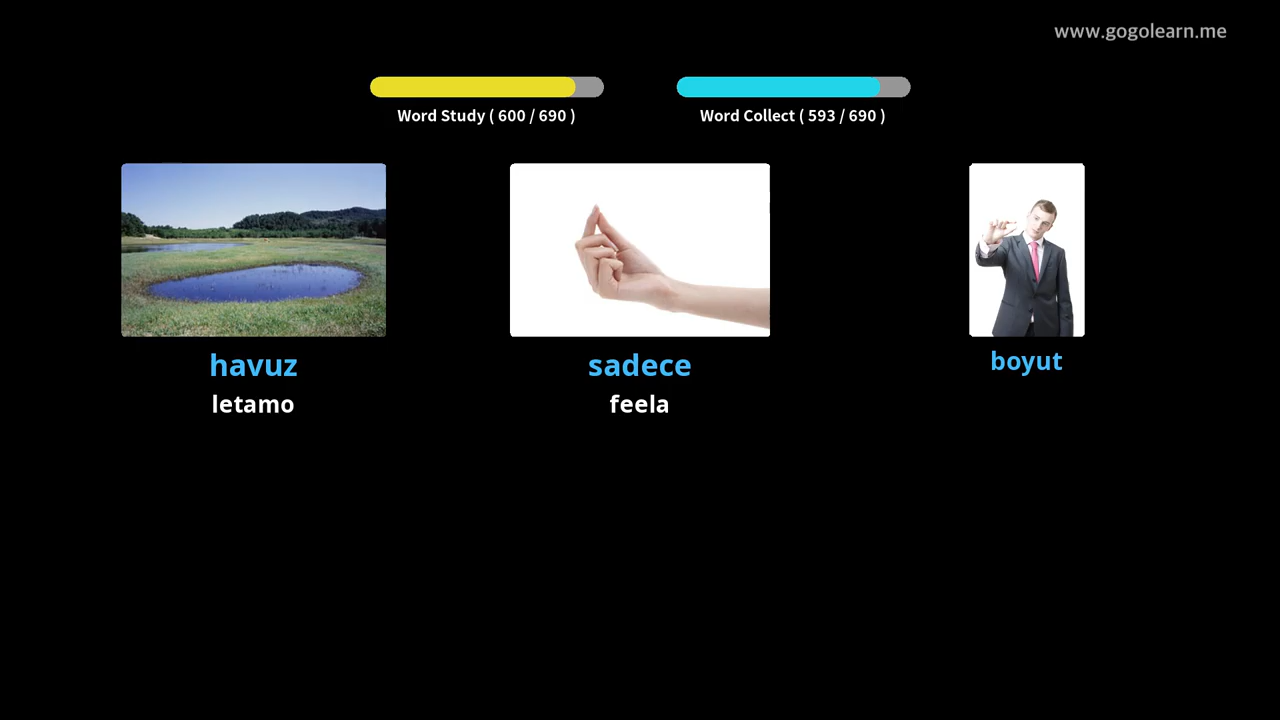 www.gogolearn.me
Word Study ( 600 / 690 )
Word Collect ( 593 / 690 )
havuz
letamo
sadece
feela
boyut